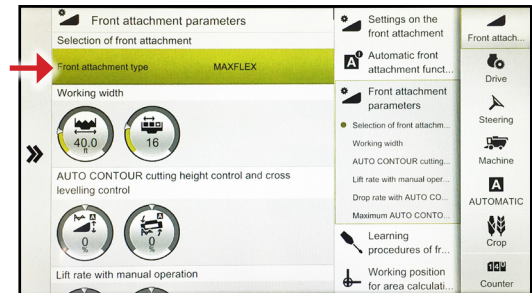 Front attachment parameters
Selection of front attachment
Front attachment type MAXFLEX
Working width
40.0
ft
16
AUTO CONTOUR cutting height control and cross
levelling control
A
0
%
A
0
%
Lift rate with manual operation
Settings on the
front attachment
A
Automatic front
attachment funct...
Front attachment
parameters
Selection of front attachm...
Working width
AUTO CONTOUR cutting...
Lift rate with manual oper...
Drop rate with AUTO CO...
Maximum AUTO CONTO...
Learning
procedures of fr...
Working position
for area calculati...
Front attach...
Drive
Steering
Machine
A
AUTOMATIC
Crop
Counter